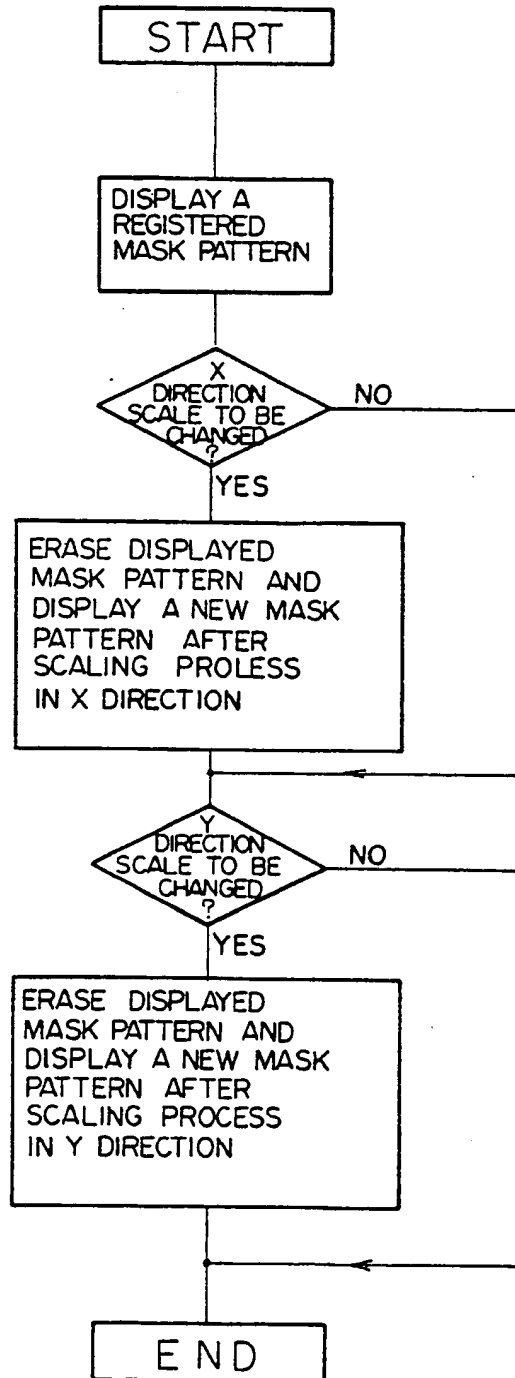 START
DISPLAY A
REGISTERED
MASK PATTERN
X
DIRECTION
SCALE TO BE
CHANGED
?
NO
YES
ERASE DISPLAYED
MASK PATTERN AND
DISPLAY A NEW MASK
PATTERN AFTER
SCALING PROLESS
IN X DIRECTION
Y
DIRECTION
SCALE TO BE
CHANGED
?
NO
YES
ERASE DISPLAYED
MASK PATTERN AND
DISPLAY A NEW MASK
PATTERN AFTER
SCALING PROCESS
IN Y DIRECTION
END